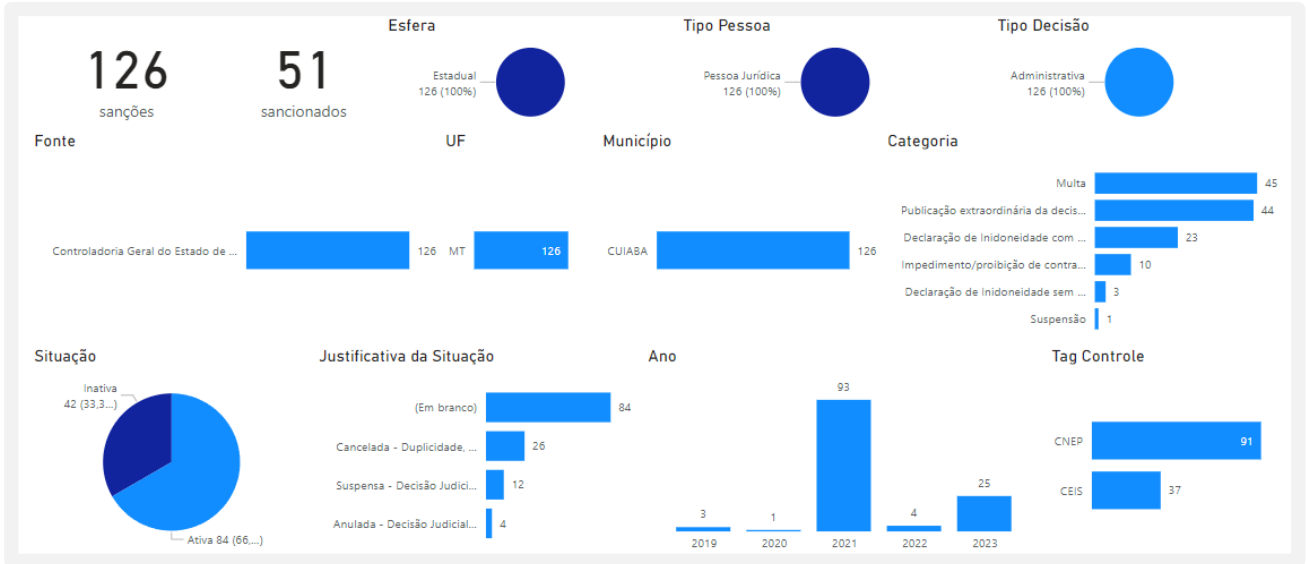 126
sanções
51
sancionados
Esfera
Estadual
126 (100%)
Tipo Pessoa
Pessoa Jurídica
126 (100%)
Tipo Decisão
Administrativa
126 (100%)
Fonte
Controladoria Geral do Estado de ...
126
UF
MT
126
Município
CUIABA
126
Categoria
Multa
45
Publicação extraordinária da decis...
44
Declaração de Inidoneidade com ...
23
Impedimento/proibição de contra...
10
Declaração de Inidoneidade sem ...
3
Suspensão
1
Situação
Inativa
42 (33,3...)
Ativa 84 (66,...)
Justificativa da Situação
(Em branco)
84
Cancelada - Duplicidade, ...
26
Suspensa - Decisão Judici...
12
Anulada - Decisão Judicial...
4
Ano
3
1
93
4
25
2019
2020
2021
2022
2023
Tag Controle
CNEP
91
CEIS
37